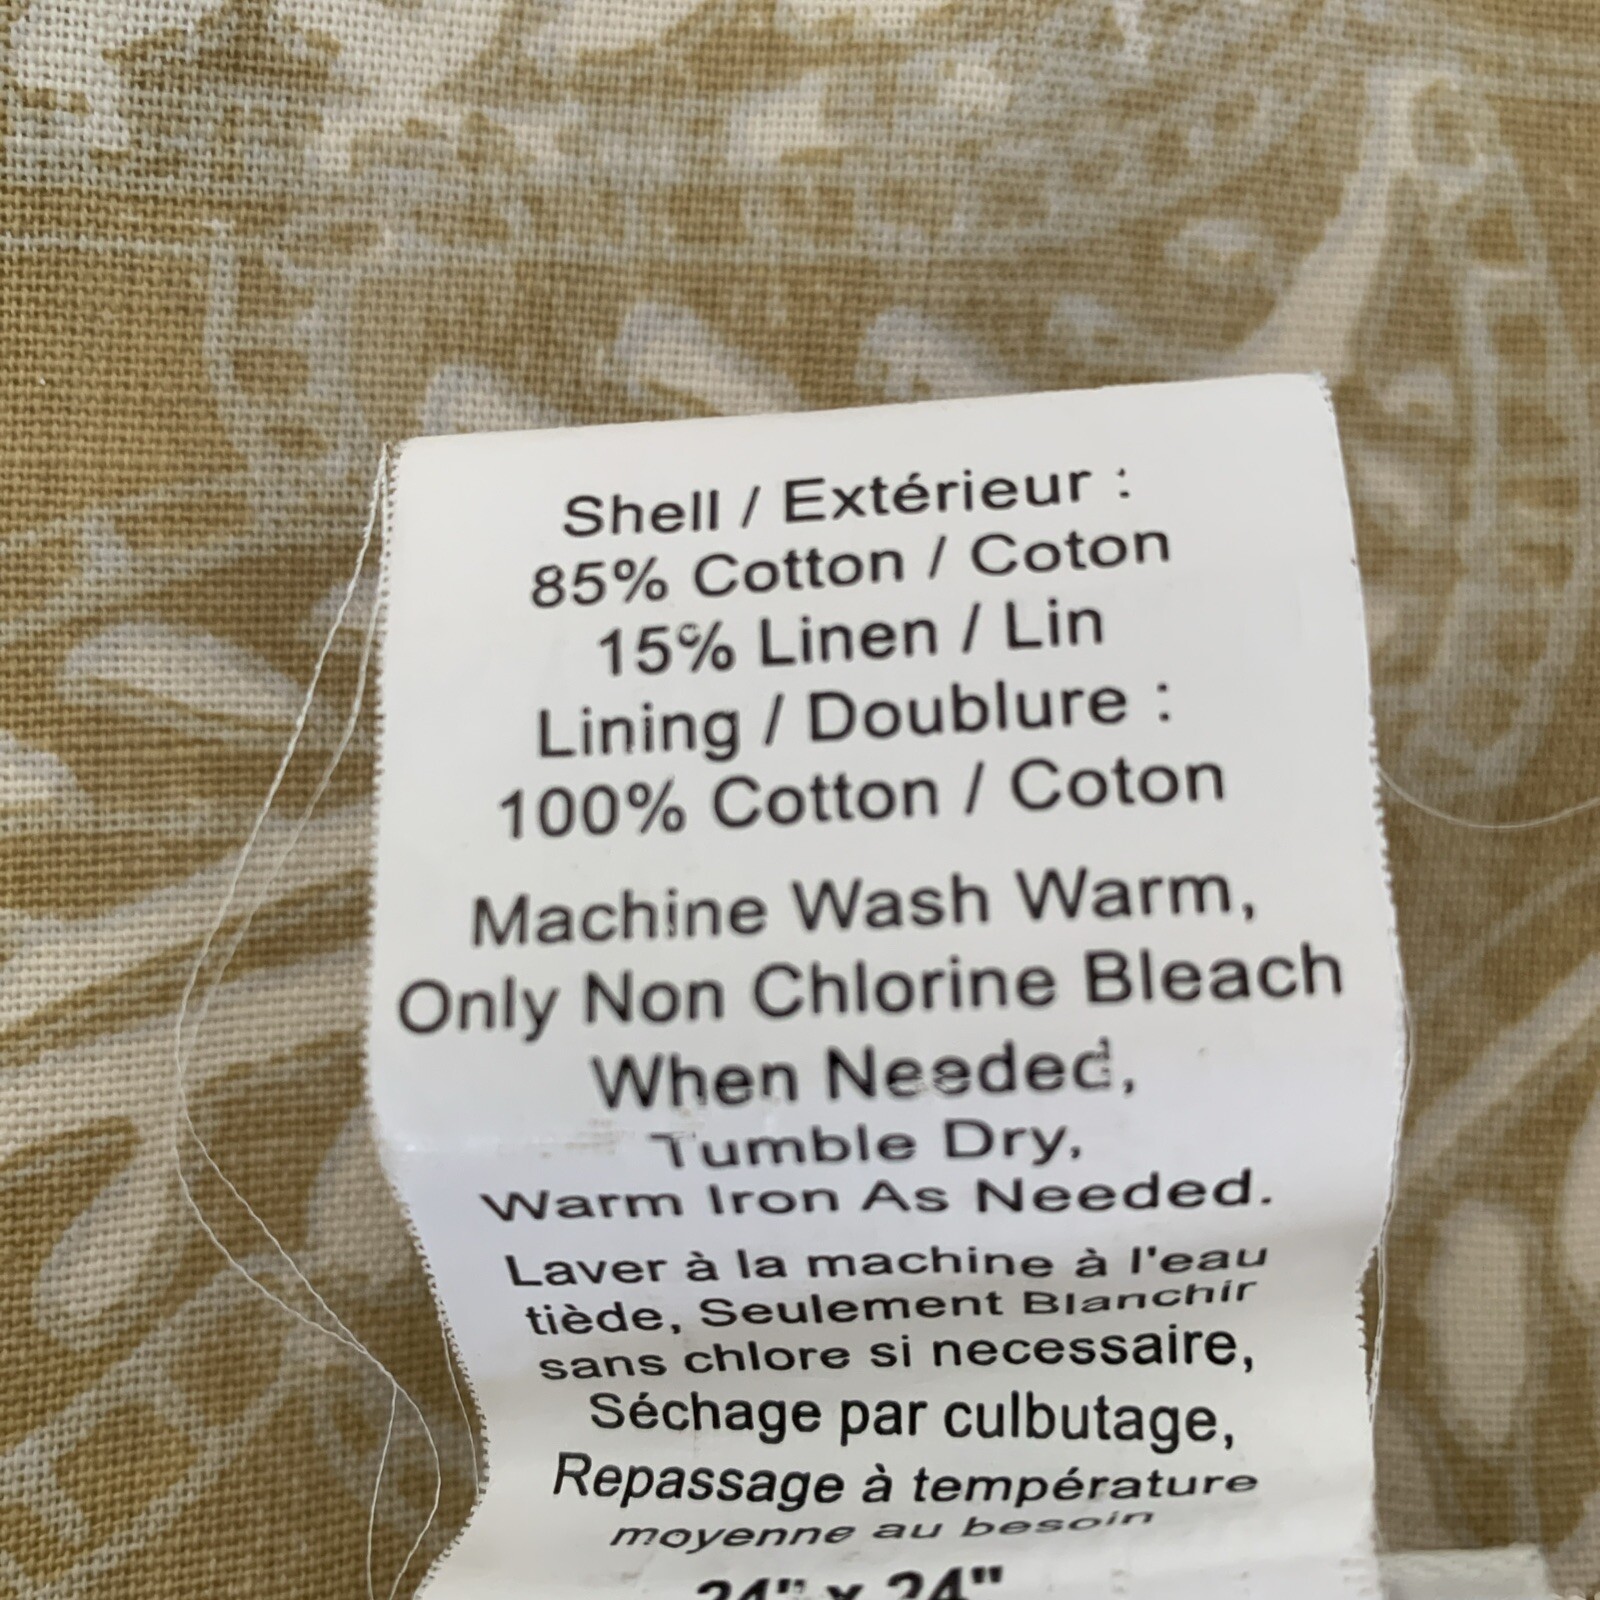 Shell / Extérieur :
85% Cotton / Coton
15% Linen / Lin
Lining / Doublure :
100% Cotton / Coton
Machine Wash Warm,
Only Non Chlorine Bleach
When Needed,
Tumble Dry,
Warm Iron As Needed.
Laver à la machine à l'eau
tiède, Seulement Blanchir
sans chlore si necessaire,
Séchage par culbutage,
Repassage à température
moyenne au besoin
24" x 24"